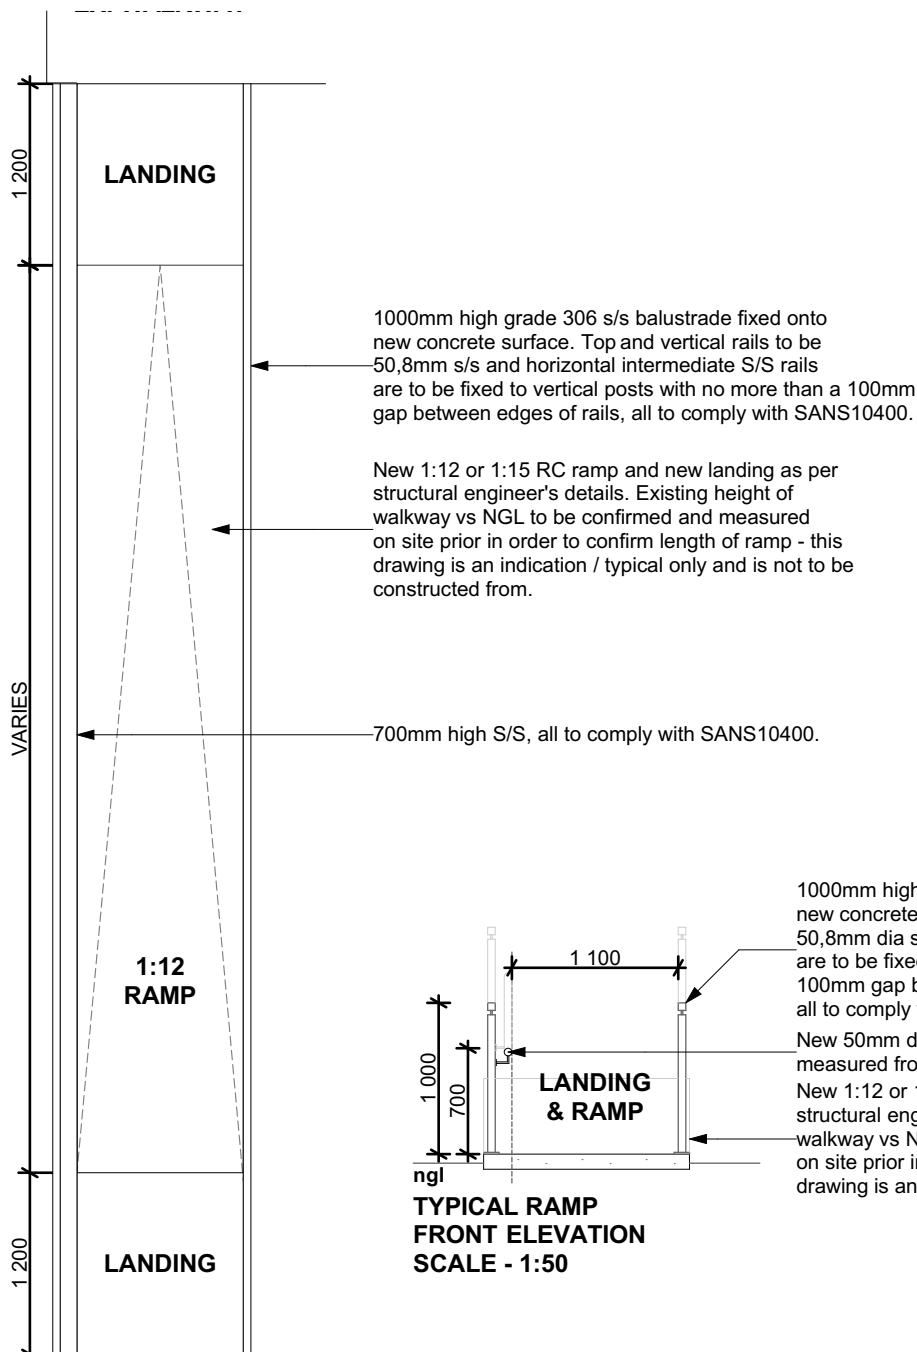 1 200
LANDING
1000mm high grade 306 s/s balustrade fixed onto
new concrete surface. Top and vertical rails to be
50,8mm s/s and horizontal intermediate S/S rails
are to be fixed to vertical posts with no more than a 100mm
gap between edges of rails, all to comply with SANS10400.
New 1:12 or 1:15 RC ramp and new landing as per
structural engineer's details. Existing height of
walkway vs NGL to be confirmed and measured
on site prior in order to confirm length of ramp - this
drawing is an indication / typical only and is not to be
constructed from.
VARIES
700mm high S/S, all to comply with SANS10400.
1:12
RAMP
1000mm high
new concrete
50,8mm dia s
are to be fixe
100mm gap b
all to comply
New 50mm d
measured fro
New 1:12 or 1
structural eng
walkway vs N
on site prior i
drawing is an
1 100
1 000
700
LANDING
& RAMP
ngl
TYPICAL RAMP
FRONT ELEVATION
SCALE - 1:50
1 200
LANDING